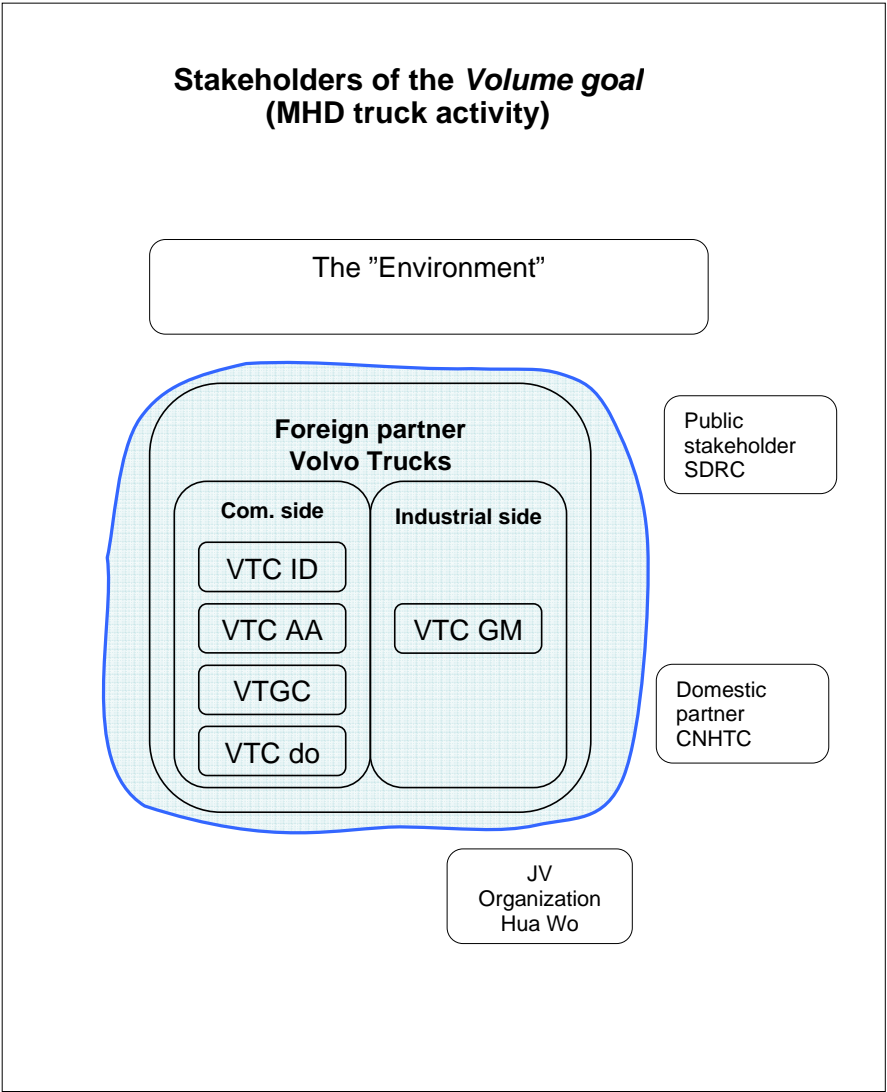 Stakeholders of the Volume goal
(MHD truck activity)
The ”Environment”
Foreign partner
Volvo Trucks
Com. side
VTC ID
VTC AA
VTGC
VTC do
Industrial side
VTC GM
Public
stakeholder
SDRC
Domestic
partner
CNHTC
JV
Organization
Hua Wo